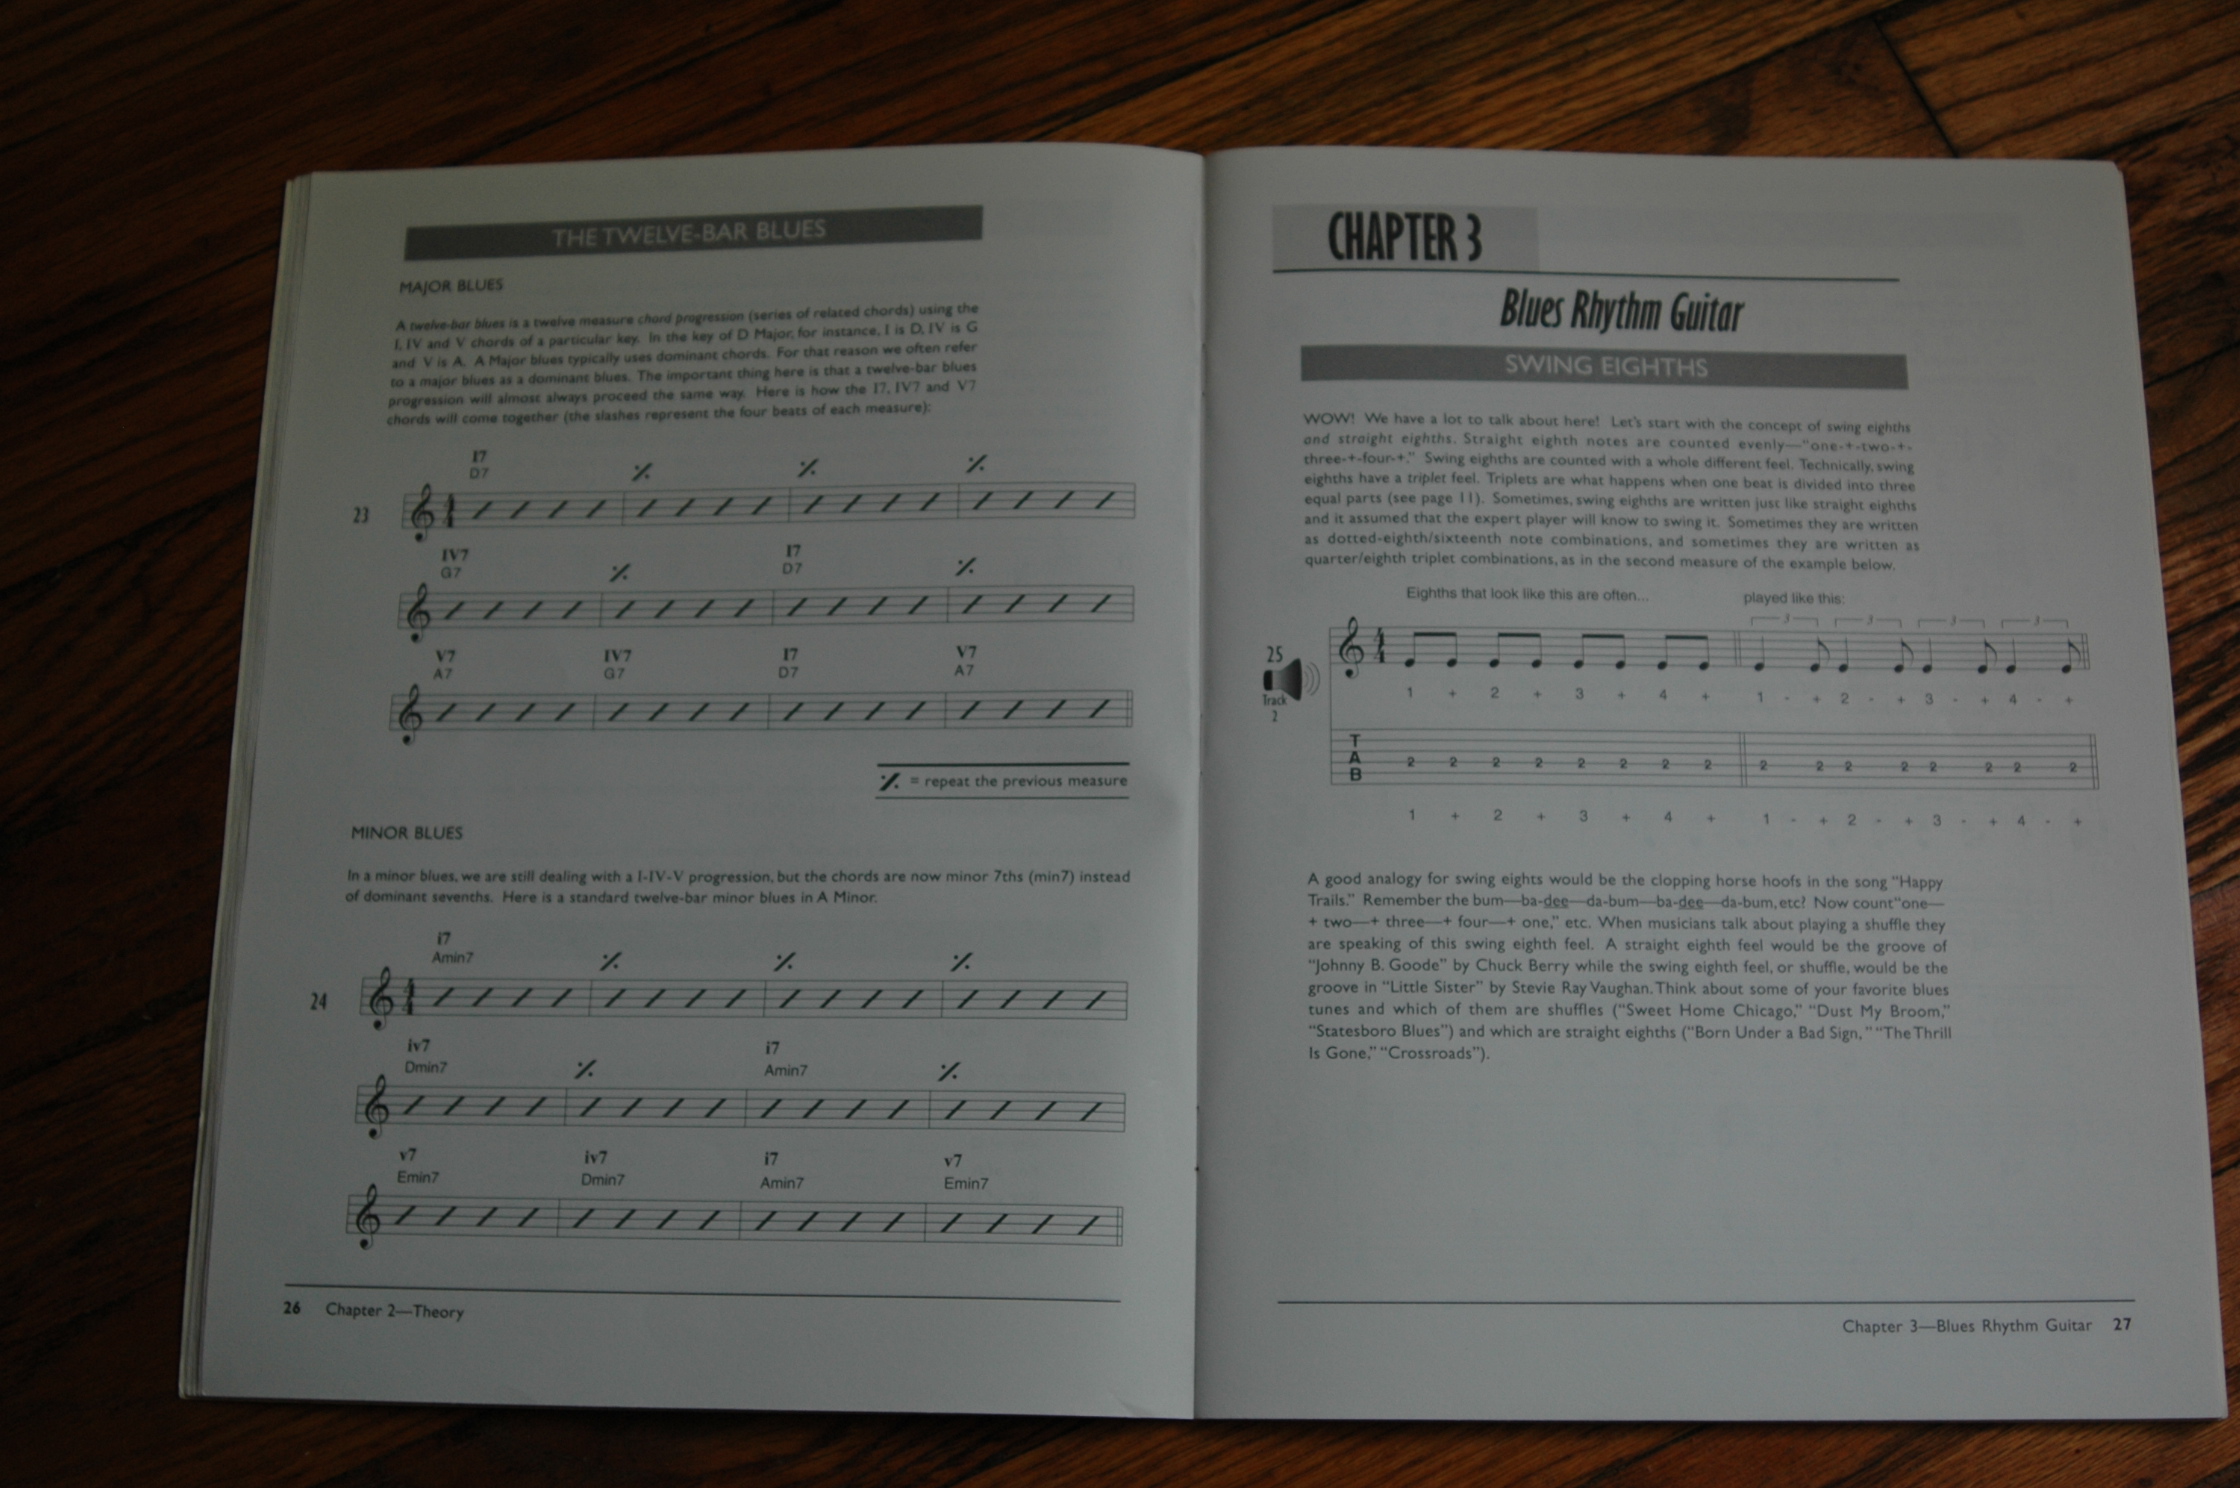 THE TWELVE-BAR BLUES
MAJOR BLUES
A twelve-bar blues is a twelve measure chord progression (series of related chords) using the
I, IV and V chords of a particular key. In the key of D Major, for instance, I is D, IV is G
and V is A. A Major blues typically uses dominant chords. For that reason we often refer
to a major blues as a dominant blues. The important thing here is that a twelve-bar blues
progression will almost always proceed the same way. Here is how the I7, IV7 and V7
chords will come together (the slashes represent the four beats of each measure):
I7
D7
23
4
4
IV7 I7
G7 D7
V7 IV7 I7 V7
A7 G7 D7 A7
= repeat the previous measure
MINOR BLUES
In a minor blues, we are still dealing with a I-IV-V progression, but the chords are now minor 7ths (min7) instead
of dominant sevenths. Here is a standard twelve-bar minor blues in A Minor.
i7
Amin7
24
4
4
iv7 i7
Dmin7 Amin7
v7 iv7 i7 v7
Emin7 Dmin7 Amin7 Emin7
26 Chapter 2—Theory
CHAPTER 3
Blues Rhythm Guitar
SWING EIGHTHS
WOW! We have a lot to talk about here! Let's start with the concept of swing eighths
and straight eighths. Straight eighth notes are counted evenly—"one-+-two-+-
three-+-four-+." Swing eighths are counted with a whole different feel. Technically, swing
eighths have a triplet feel. Triplets are what happens when one beat is divided into three
equal parts (see page 11). Sometimes, swing eighths are written just like straight eighths
and it assumed that the expert player will know to swing it. Sometimes they are written
as dotted-eighth/sixteenth note combinations, and sometimes they are written as
quarter/eighth triplet combinations, as in the second measure of the example below.
Eighths that look like this are often... played like this:
3 3 3 3
25
Track
2
4
4
1 + 2 + 3 + 4 + 1 - + 2 - + 3 - + 4 - +
T
A
B
2 2 2 2 2 2 2 2 2 2 2 2 2 2 2 2
1 + 2 + 3 + 4 + 1 - + 2 - + 3 - + 4 - +
A good analogy for swing eights would be the clopping horse hoofs in the song "Happy
Trails." Remember the bum—ba-dee—da-bum—ba-dee—da-bum, etc? Now count "one—
+ two—+ three—+ four—+ one," etc. When musicians talk about playing a shuffle they
are speaking of this swing eighth feel. A straight eighth feel would be the groove of
"Johnny B. Goode" by Chuck Berry while the swing eighth feel, or shuffle, would be the
groove in "Little Sister" by Stevie Ray Vaughan. Think about some of your favorite blues
tunes and which of them are shuffles ("Sweet Home Chicago," "Dust My Broom,"
"Statesboro Blues") and which are straight eighths ("Born Under a Bad Sign," "The Thrill
Is Gone," "Crossroads").
Chapter 3—Blues Rhythm Guitar 27